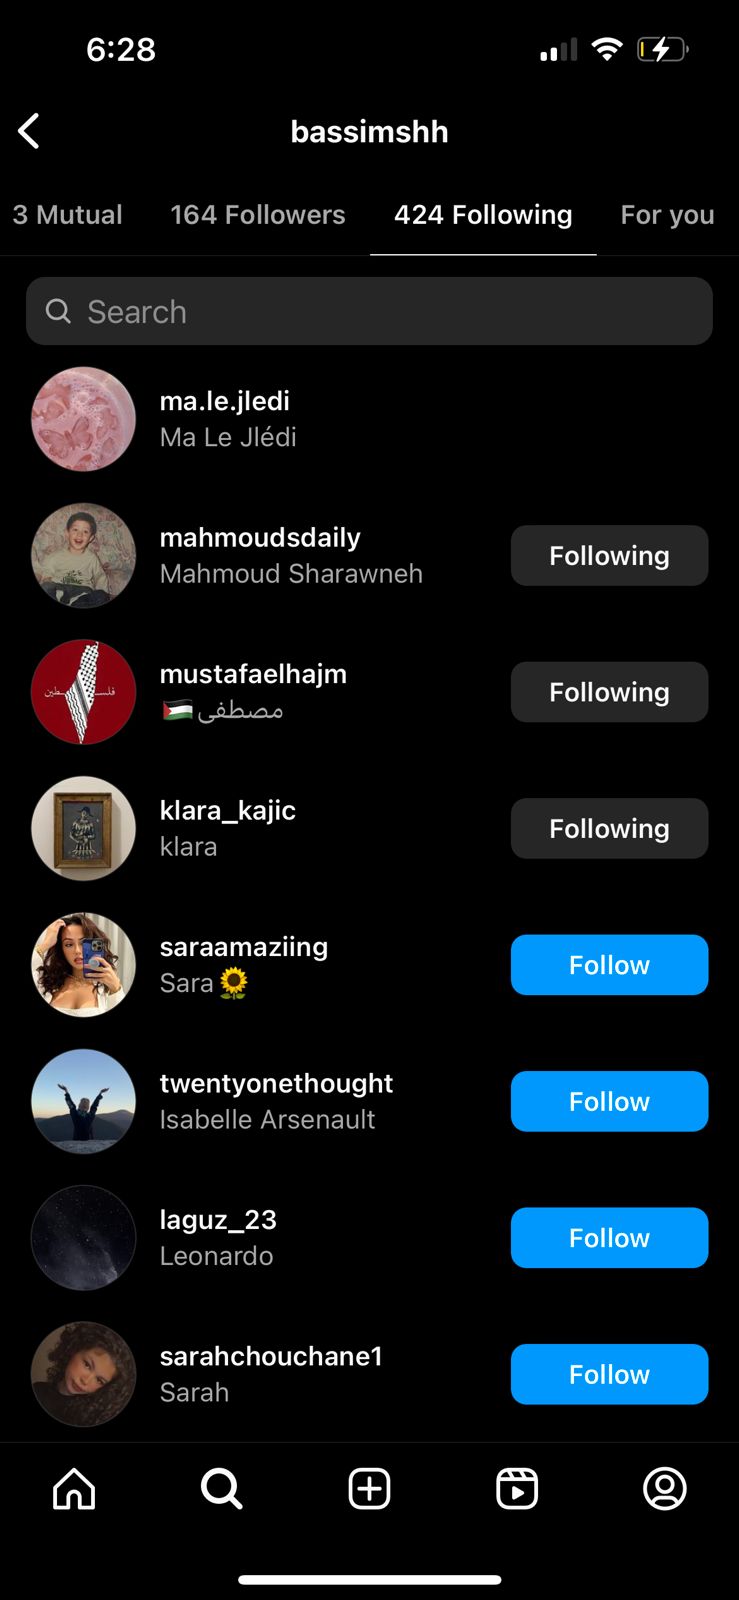 6:28
bassimshh
3 Mutual 164 Followers 424 Following For you
Search
ma.le.jledi
Ma Le Jlédi
mahmoudsdaily
Mahmoud Sharawneh
Following
فلسطين
mustafaelhajm
مصطفى🇵🇸
Following
klara_kajic
klara
Following
saraamaziing
Sara🌻
Follow
twentyonethought
Isabelle Arsenault
Follow
laguz_23
Leonardo
Follow
sarahchouchane1
Sarah
Follow